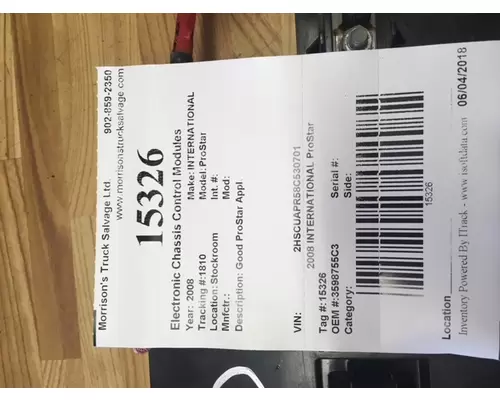 Morrison's Truck Salvage Ltd. 902-859-2350
www.morrisonstrucksalvage.com
15326
Electronic Chassis Control Modules
Year: 2008 Make: INTERNATIONAL
Tracking #:1810 Model: ProStar
Location: Stockroom Int. #:
Mnfctr.: Mod:
Description: Good ProStar Appl
VIN: 2HSCUAPR58C530701
2008 INTERNATIONAL ProStar
Tag #: 15326 Serial #:
OEM #:3598755C3 Side:
Category:
15326
Location
Inventory Powered By ITrack - www.isoftdata.com 06/04/2018